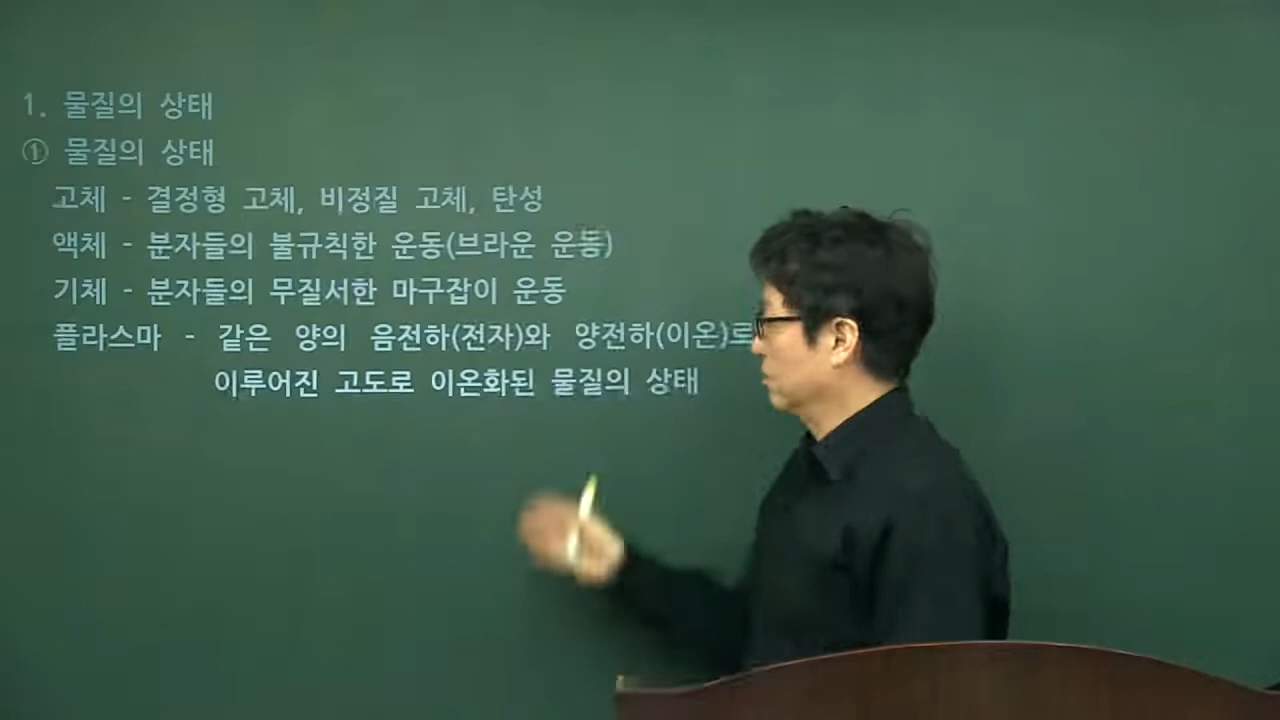 1. 물질의 상태
① 물질의 상태
고체 - 결정형 고체, 비정질 고체, 탄성
액체 - 분자들의 불규칙한 운동(브라운 운동)
기체 - 분자들의 무질서한 마구잡이 운동
플라스마 - 같은 양의 음전하(전자)와 양전하(이온)로
이루어진 고도로 이온화된 물질의 상태